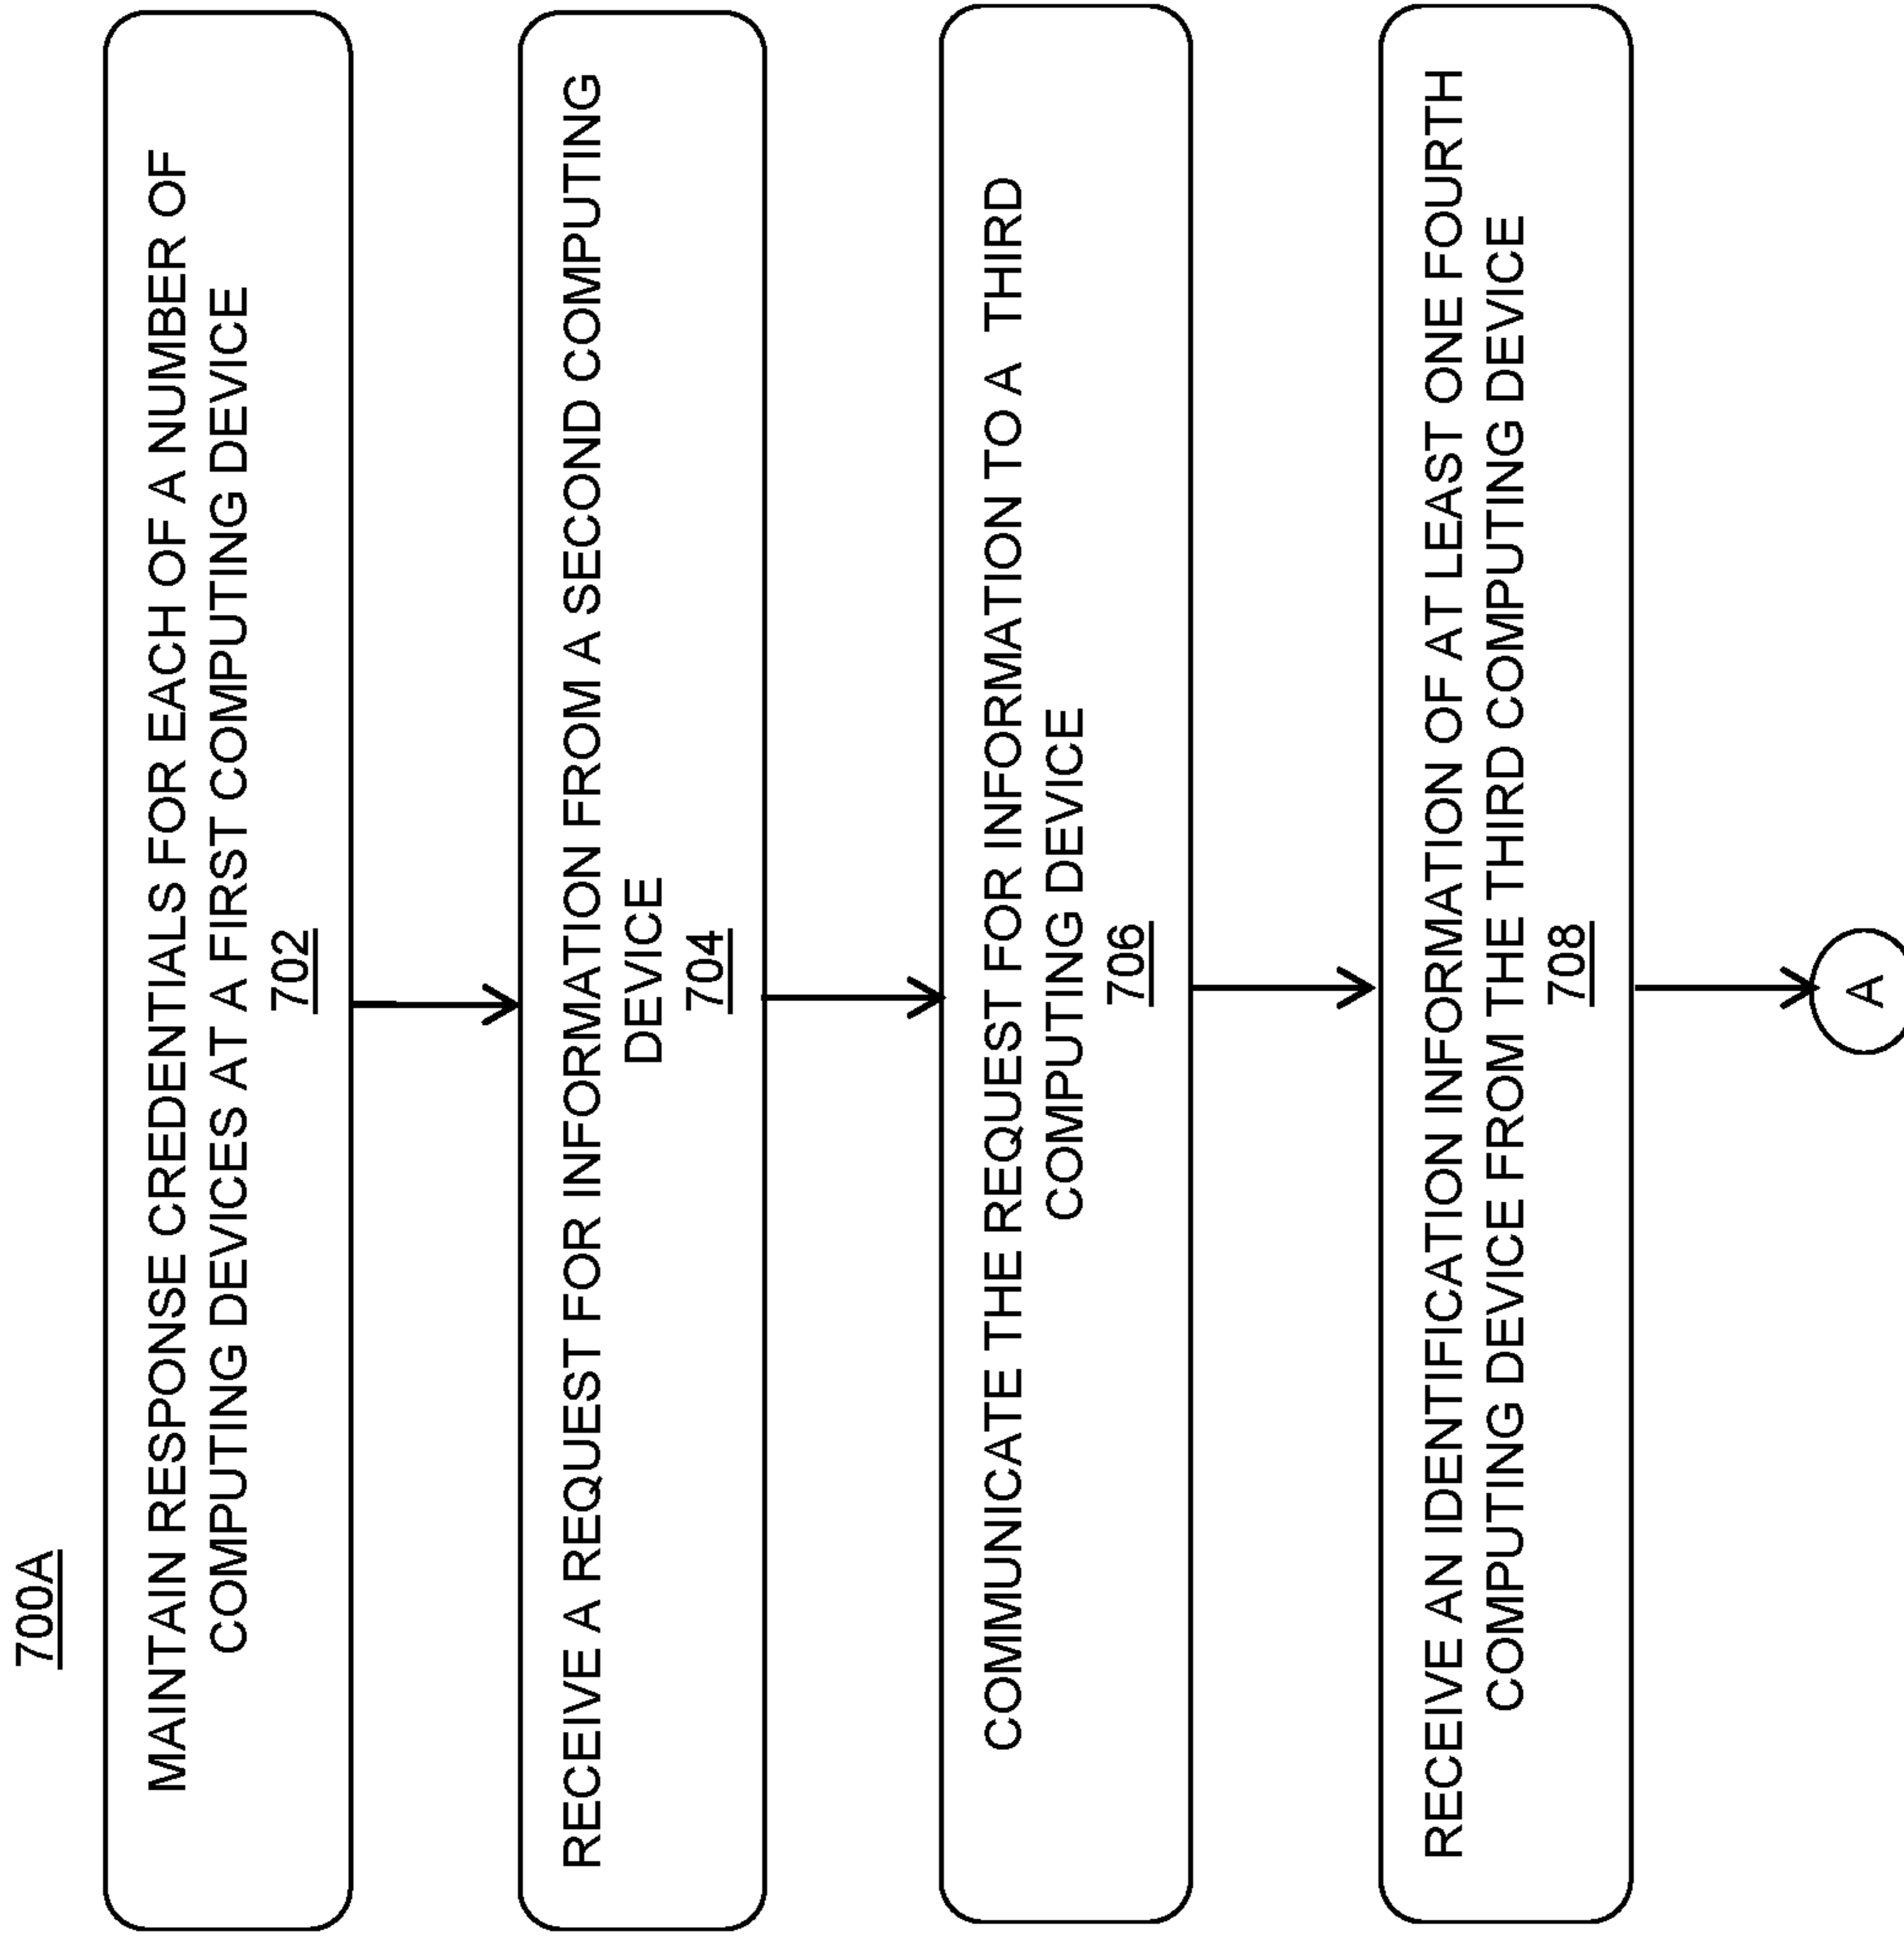 700A
MAINTAIN RESPONSE CREDENTIALS FOR EACH OF A NUMBER OF
COMPUTING DEVICES AT A FIRST COMPUTING DEVICE
702
RECEIVE A REQUEST FOR INFORMATION FROM A SECOND COMPUTING
DEVICE
704
COMMUNICATE THE REQUEST FOR INFORMATION TO A THIRD
COMPUTING DEVICE
706
RECEIVE AN IDENTIFICATION INFORMATION OF AT LEAST ONE FOURTH
COMPUTING DEVICE FROM THE THIRD COMPUTING DEVICE
708
A